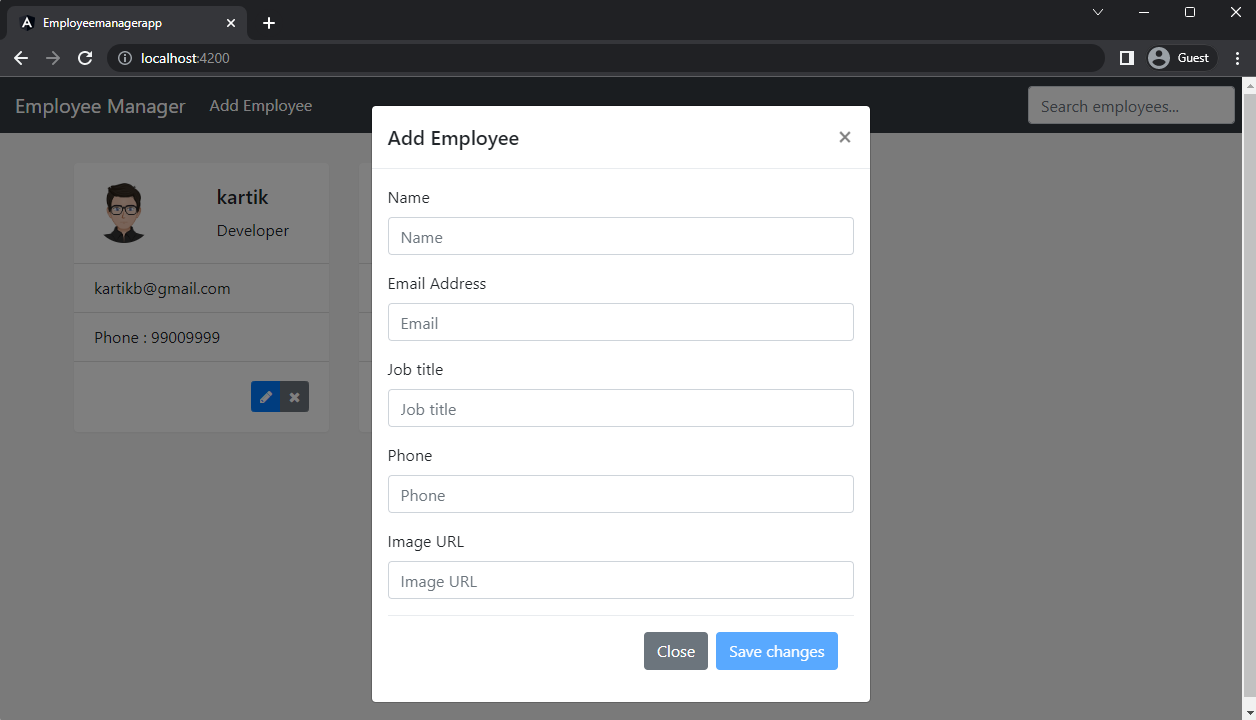 Employeemanagerapp
localhost:4200
Guest
Employee Manager
Add Employee
Search employees...
kartik
Developer
kartikb@gmail.com
Phone : 99009999
Add Employee
×
Name
Name
Email Address
Email
Job title
Job title
Phone
Phone
Image URL
Image URL
Close
Save changes